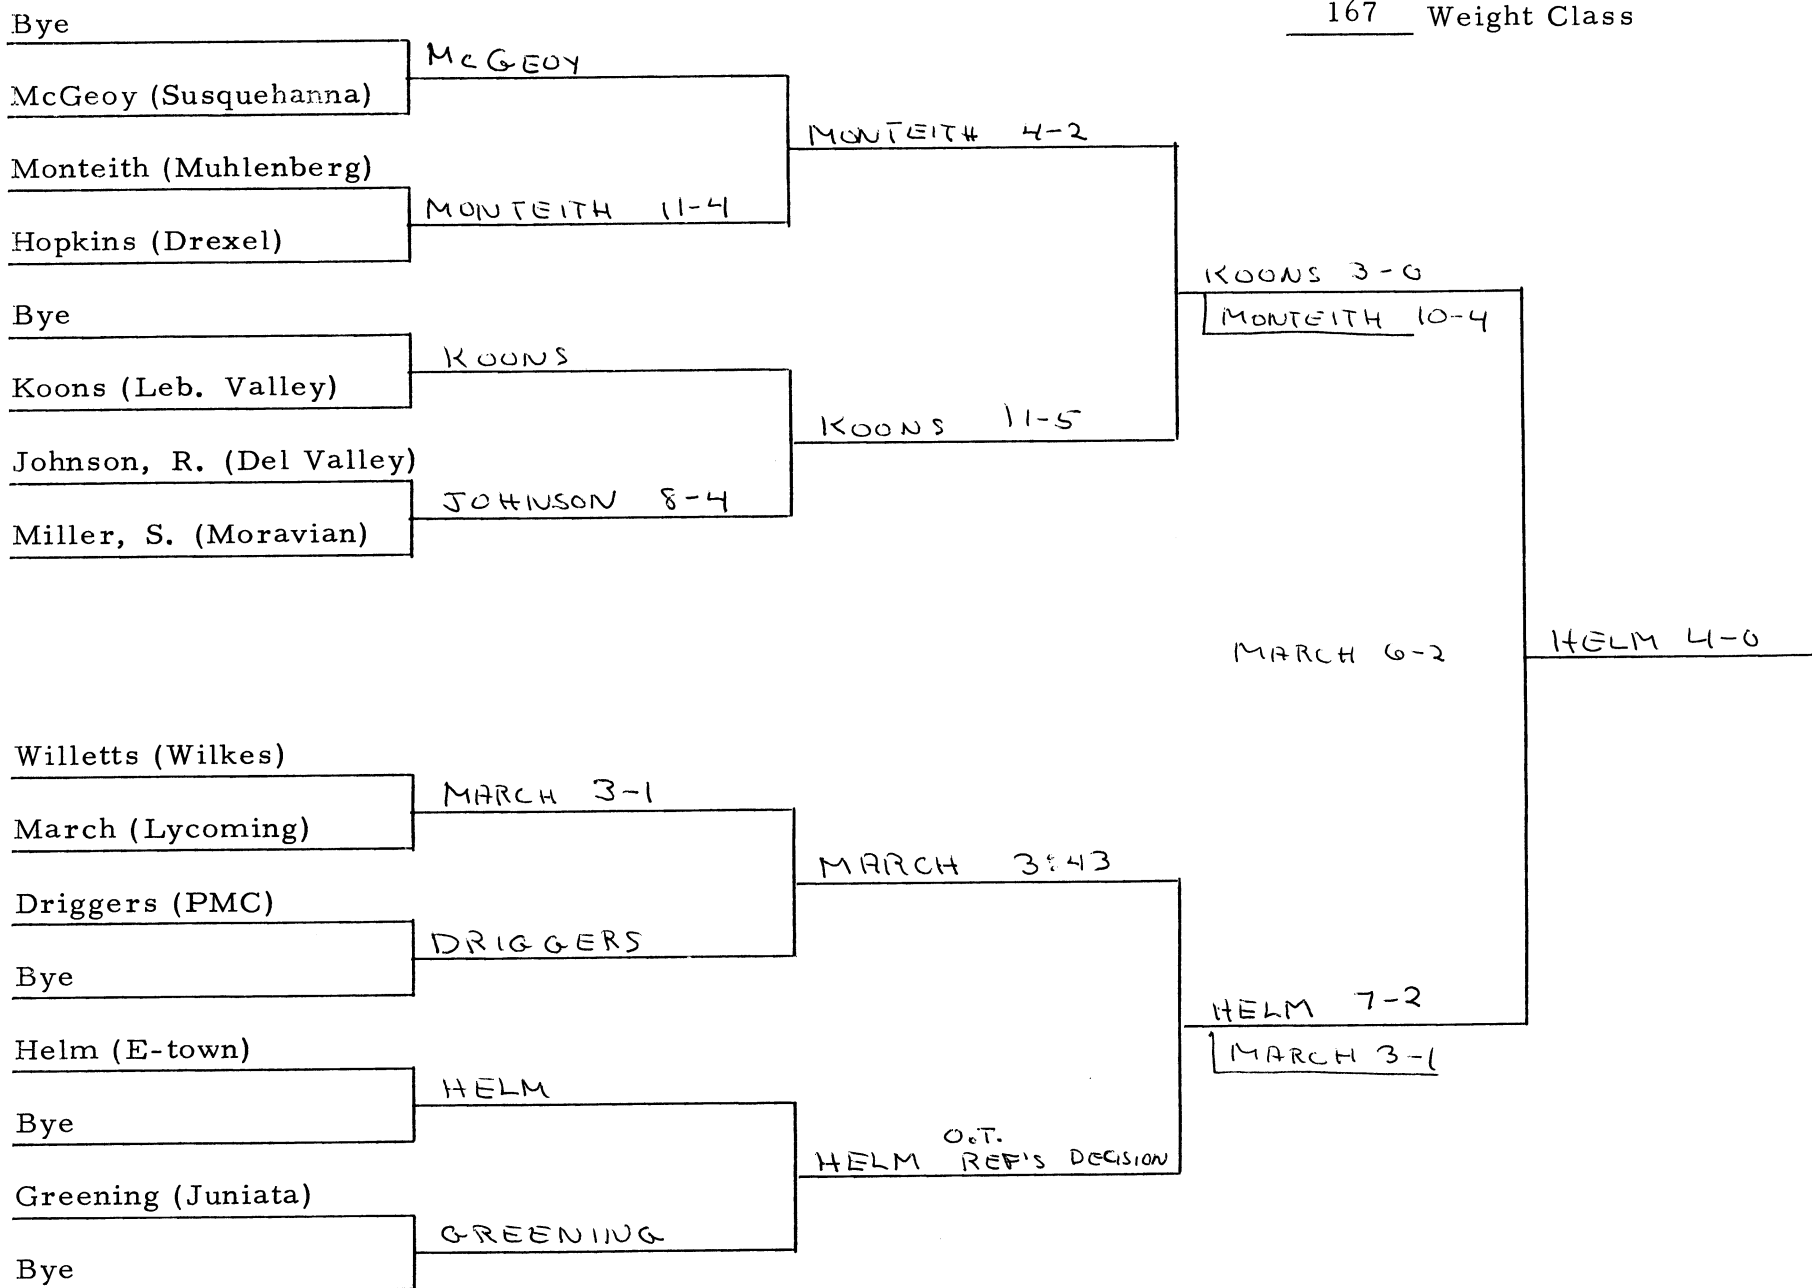 167 Weight Class
Bye
McGEOY
McGeoy (Susquehanna)
MONTEITH 4-2
Monteith (Muhlenberg)
MONTEITH 11-4
Hopkins (Drexel)
KOONS 3-0
Bye
MONTEITH 10-4
KOONS
Koons (Leb. Valley)
KOONS 11-5
Johnson, R. (Del Valley)
JOHNSON 8-4
Miller, S. (Moravian)
MARCH 6-2
HELM 4-0
Willetts (Wilkes)
MARCH 3-1
March (Lycoming)
MARCH 3:43
Driggers (PMC)
DRIGGERS
Bye
HELM 7-2
Helm (E-town)
MARCH 3-1
HELM
Bye
O.T.
HELM REF'S DECISION
Greening (Juniata)
GREENING
Bye